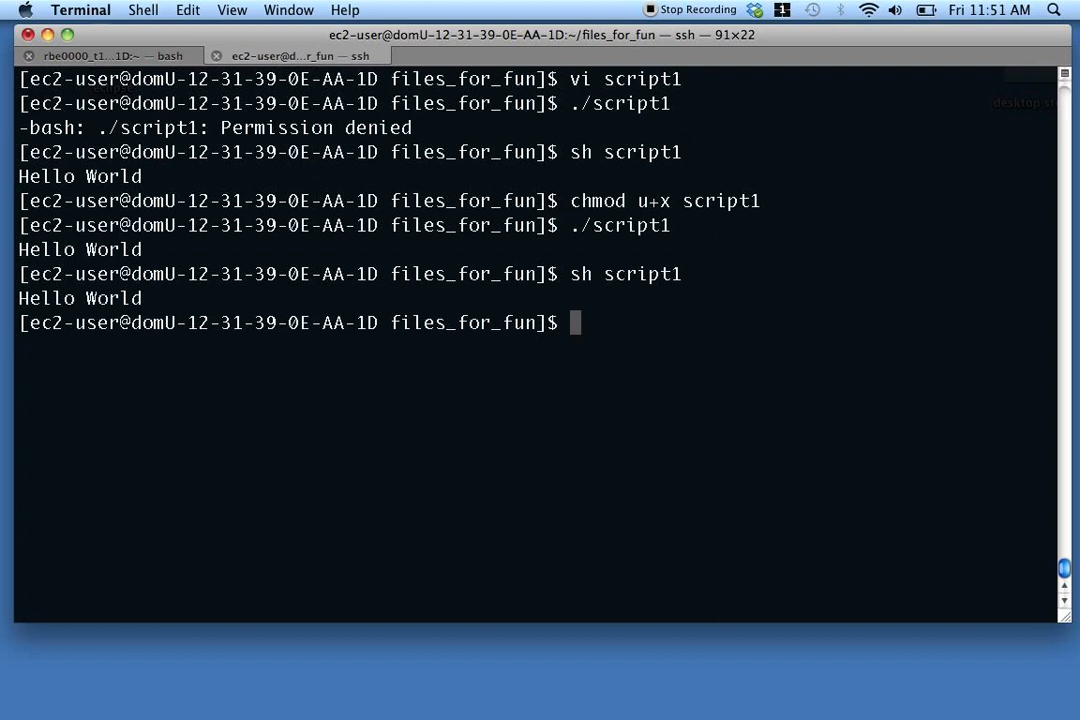 Terminal Shell Edit View Window Help Stop Recording 1 Fri 11:51 AM
ec2-user@domU-12-31-39-0E-AA-1D:~/files_for_fun — ssh — 91×22
rbe0000_t1...1D:~ — bash ec2-user@d...r_fun — ssh
[ec2-user@domU-12-31-39-0E-AA-1D files_for_fun]$ vi script1
[ec2-user@domU-12-31-39-0E-AA-1D files_for_fun]$ ./script1
-bash: ./script1: Permission denied
[ec2-user@domU-12-31-39-0E-AA-1D files_for_fun]$ sh script1
Hello World
[ec2-user@domU-12-31-39-0E-AA-1D files_for_fun]$ chmod u+x script1
[ec2-user@domU-12-31-39-0E-AA-1D files_for_fun]$ ./script1
Hello World
[ec2-user@domU-12-31-39-0E-AA-1D files_for_fun]$ sh script1
Hello World
[ec2-user@domU-12-31-39-0E-AA-1D files_for_fun]$